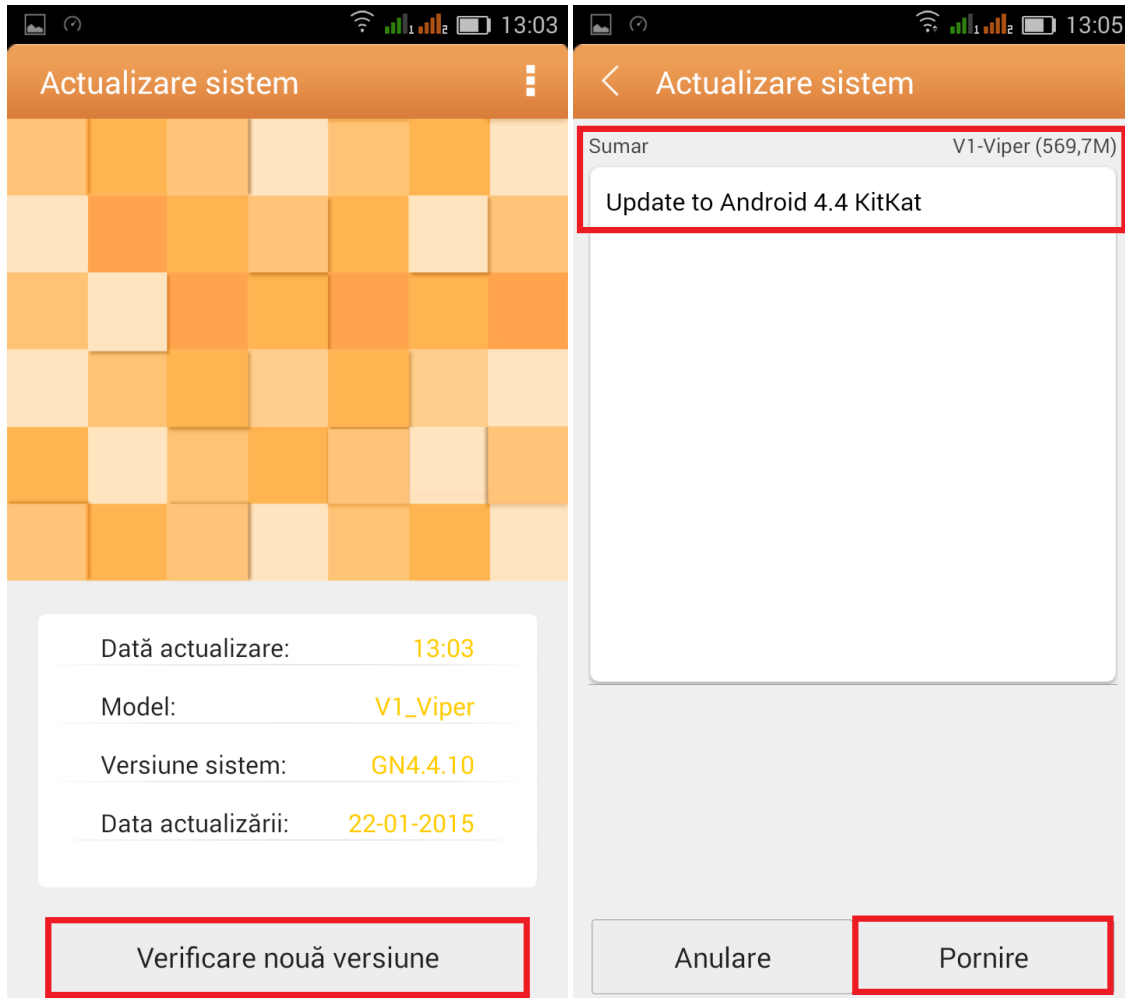 13:03
Actualizare sistem
Dată actualizare: 13:03
Model: V1_Viper
Versiune sistem: GN4.4.10
Data actualizării: 22-01-2015
Verificare nouă versiune
13:05
Actualizare sistem
Sumar V1-Viper (569,7M)
Update to Android 4.4 KitKat
Anulare Pornire